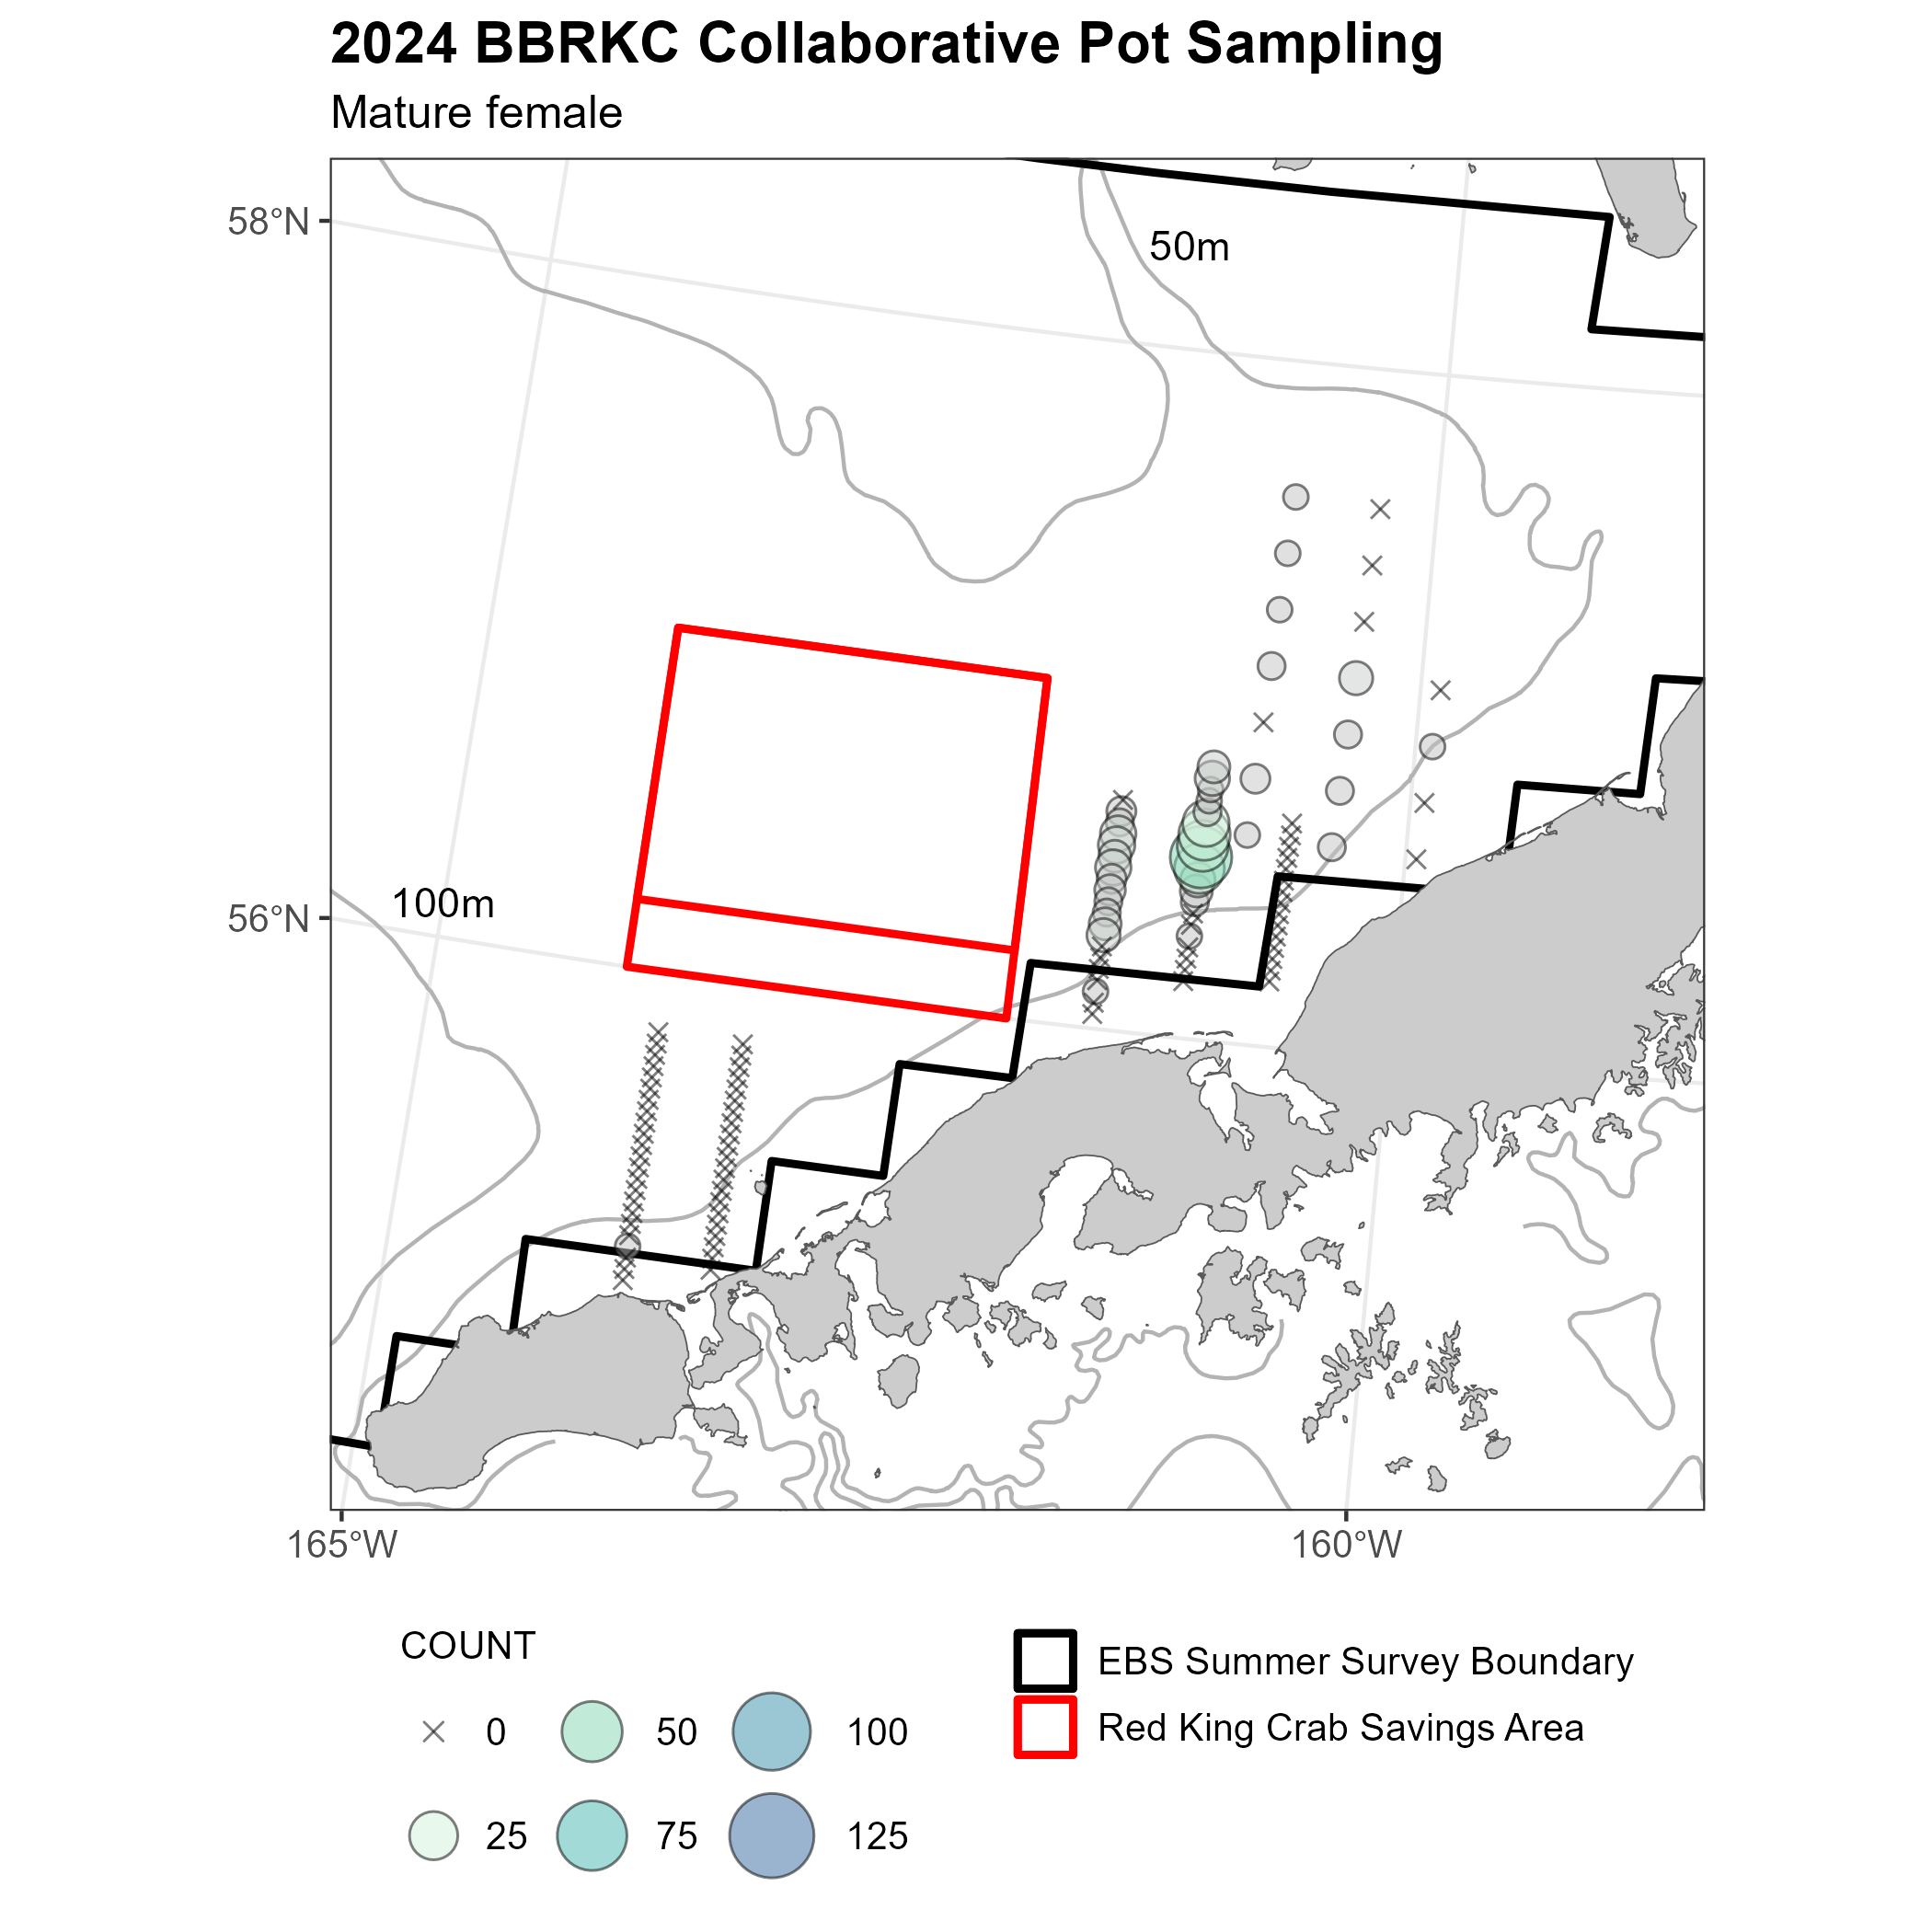 2024 BBRKC Collaborative Pot Sampling
Mature female
58°N
50m
56°N
100m
165°W
160°W
COUNT
0
50
100
25
75
125
EBS Summer Survey Boundary
Red King Crab Savings Area